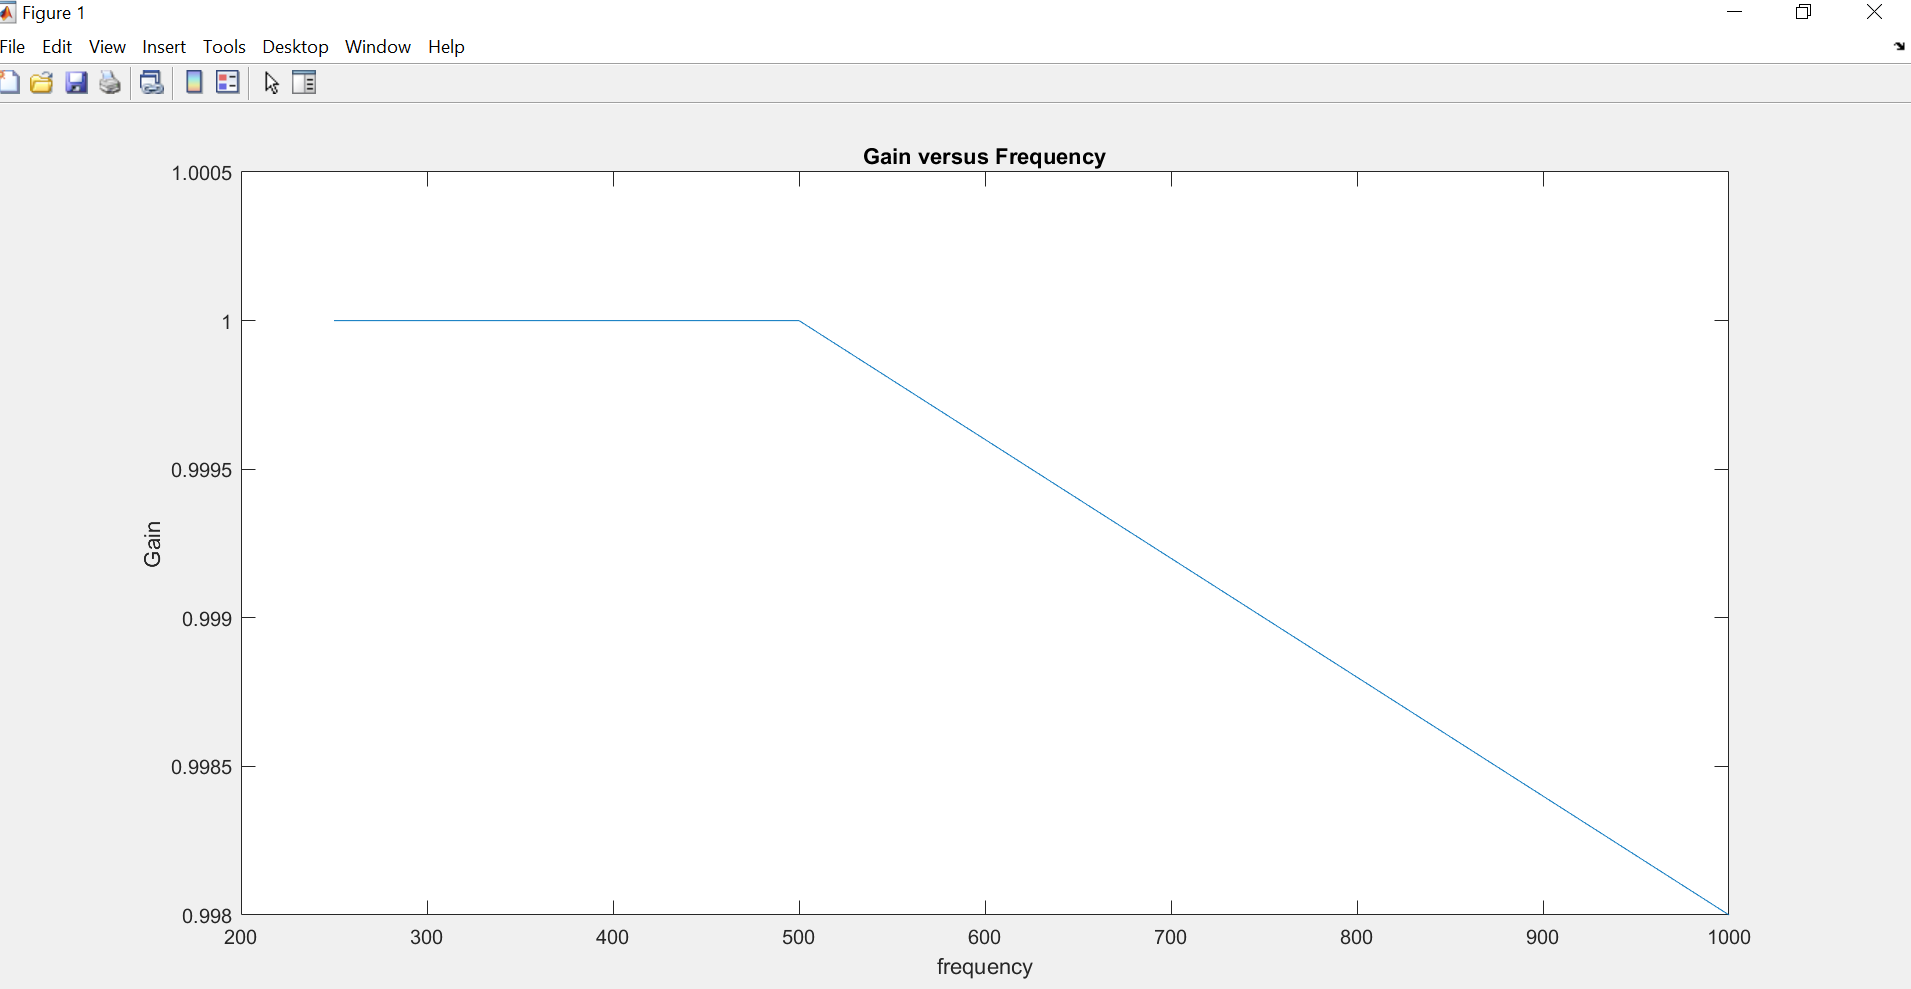 Figure 1
File Edit View Insert Tools Desktop Window Help
Gain versus Frequency
1.0005
1
0.9995
0.999
0.9985
0.998
Gain
200 300 400 500 600 700 800 900 1000
frequency